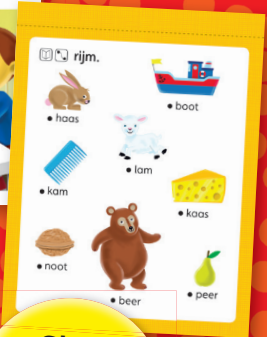 rijm.
• haas
• boot
• lam
• kam
• kaas
• noot
• beer
• peer